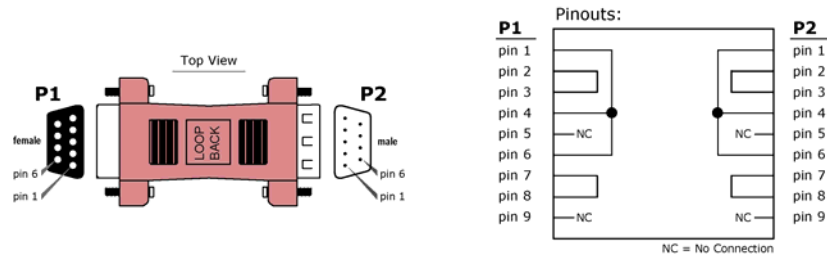 Top View
P1
female
pin 6
pin 1
LOOP
BACK
P2
male
pin 6
pin 1
Pinouts:
P1
pin 1
pin 2
pin 3
pin 4
pin 5
pin 6
pin 7
pin 8
pin 9
NC
NC
NC
NC
P2
pin 1
pin 2
pin 3
pin 4
pin 5
pin 6
pin 7
pin 8
pin 9
NC = No Connection